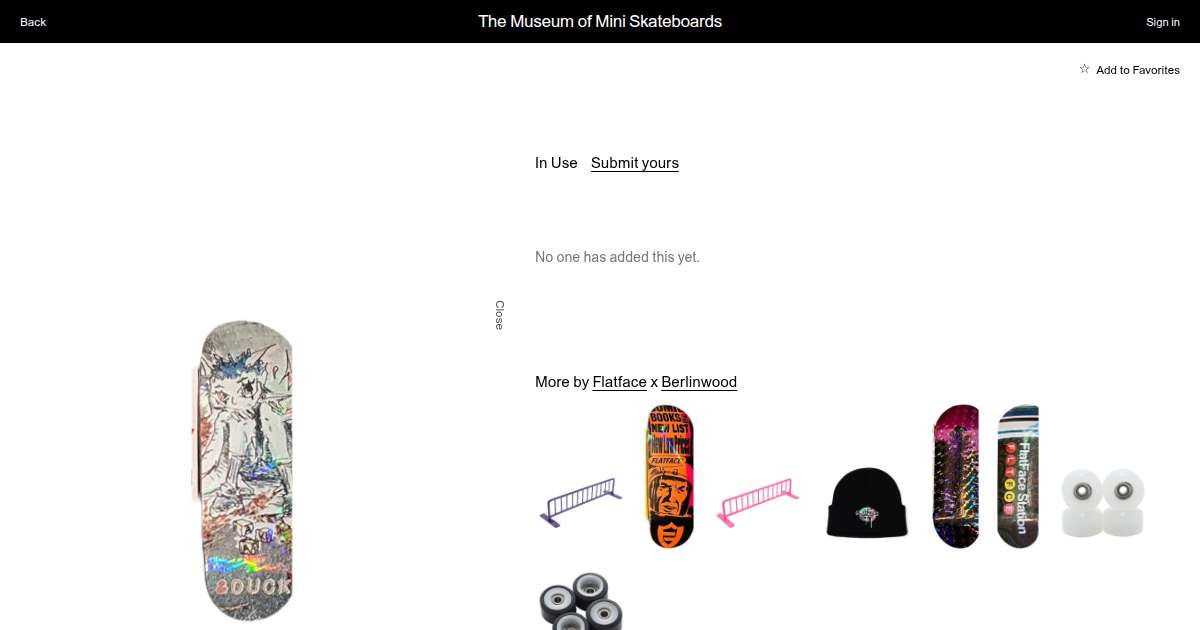 Back
The Museum of Mini Skateboards
Sign in
☆ Add to Favorites
In Use Submit yours
No one has added this yet.
Close
More by Flatface x Berlinwood
BOOKS
NEW LIST
FLATFACE
FlatFace Station